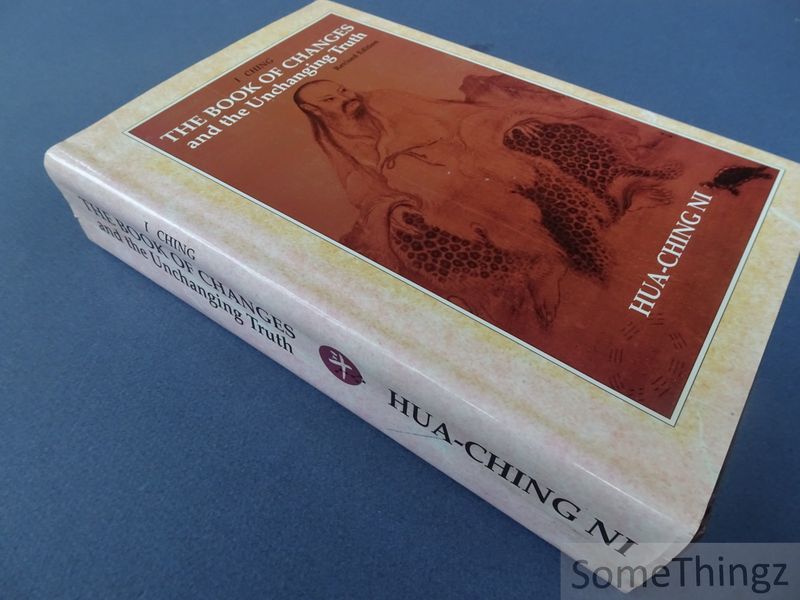 I CHING
THE BOOK OF CHANGES
and the Unchanging Truth
Revised Edition
HUA-CHING NI
I CHING
THE BOOK OF CHANGES
and the Unchanging Truth
HUA-CHING NI
SomeThingz